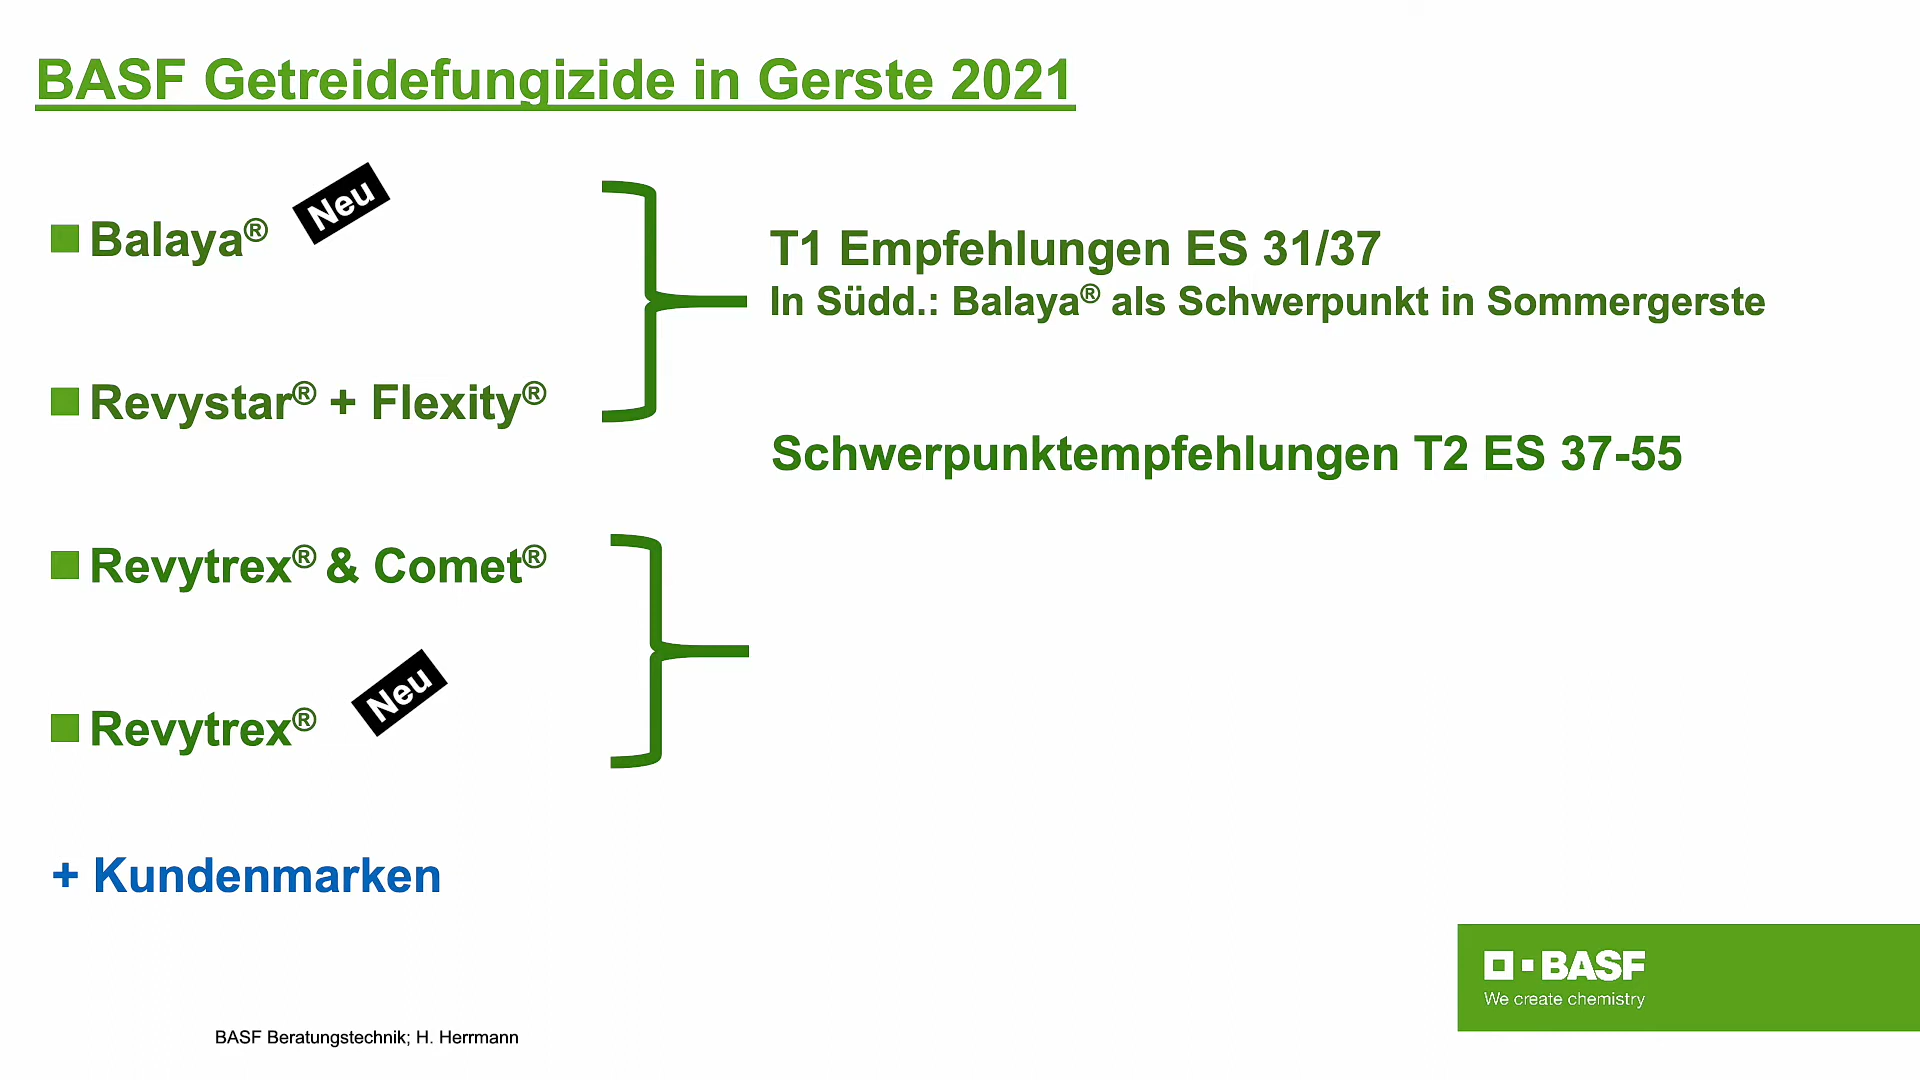 BASF Getreidefungizide in Gerste 2021
Neu
■ Balaya®
T1 Empfehlungen ES 31/37
In Südd.: Balaya® als Schwerpunkt in Sommergerste
■ Revystar® + Flexity®
Schwerpunktempfehlungen T2 ES 37-55
■ Revytrex® & Comet®
Neu
■ Revytrex®
+ Kundenmarken
BASF
We create chemistry
BASF Beratungstechnik; H. Herrmann